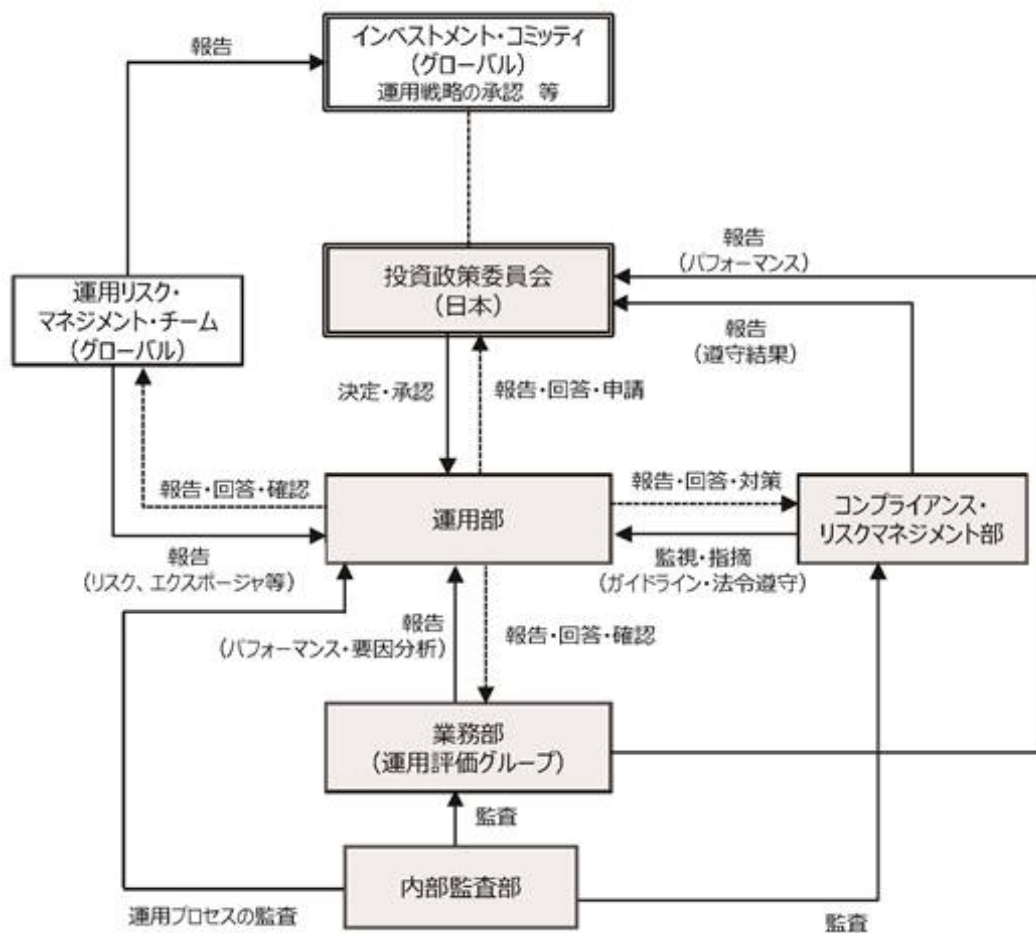 報告
インベストメント・コミッティ
(グローバル)
運用戦略の承認 等
報告
(パフォーマンス)
投資政策委員会
(日本)
運用リスク・
マネジメント・チーム
(グローバル)
報告
(遵守結果)
決定・承認
報告・回答・申請
報告・回答・確認
運用部
報告・回答・対策
コンプライアンス・
リスクマネジメント部
報告
(リスク、エクスポージャ等)
監視・指摘
(ガイドライン・法令遵守)
報告
(パフォーマンス・要因分析)
報告・回答・確認
業務部
(運用評価グループ)
監査
内部監査部
運用プロセスの監査
監査